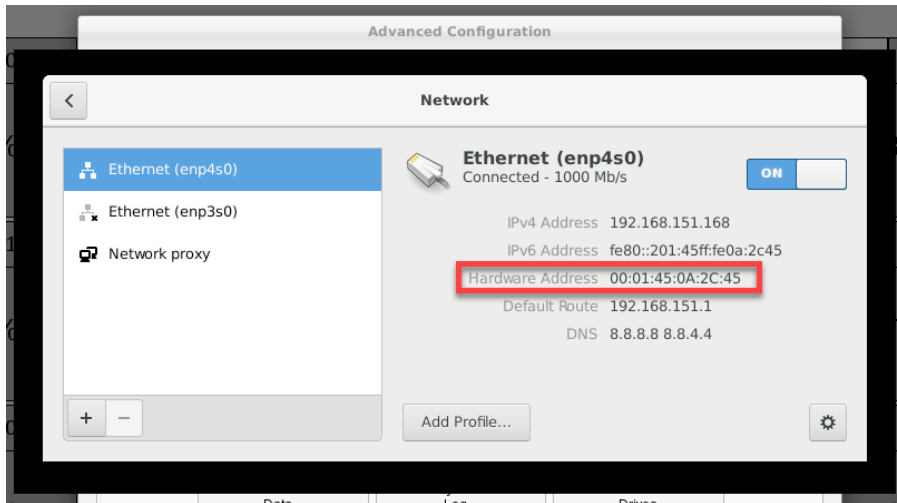 Advanced Configuration
Network
Ethernet (enp4s0)
Ethernet (enp3s0)
Network proxy
Ethernet (enp4s0)
Connected - 1000 Mb/s
ON
IPv4 Address 192.168.151.168
IPv6 Address fe80::201:45ff:fe0a:2c45
Hardware Address 00:01:45:0A:2C:45
Default Route 192.168.151.1
DNS 8.8.8.8 8.8.4.4
+ −
Add Profile...